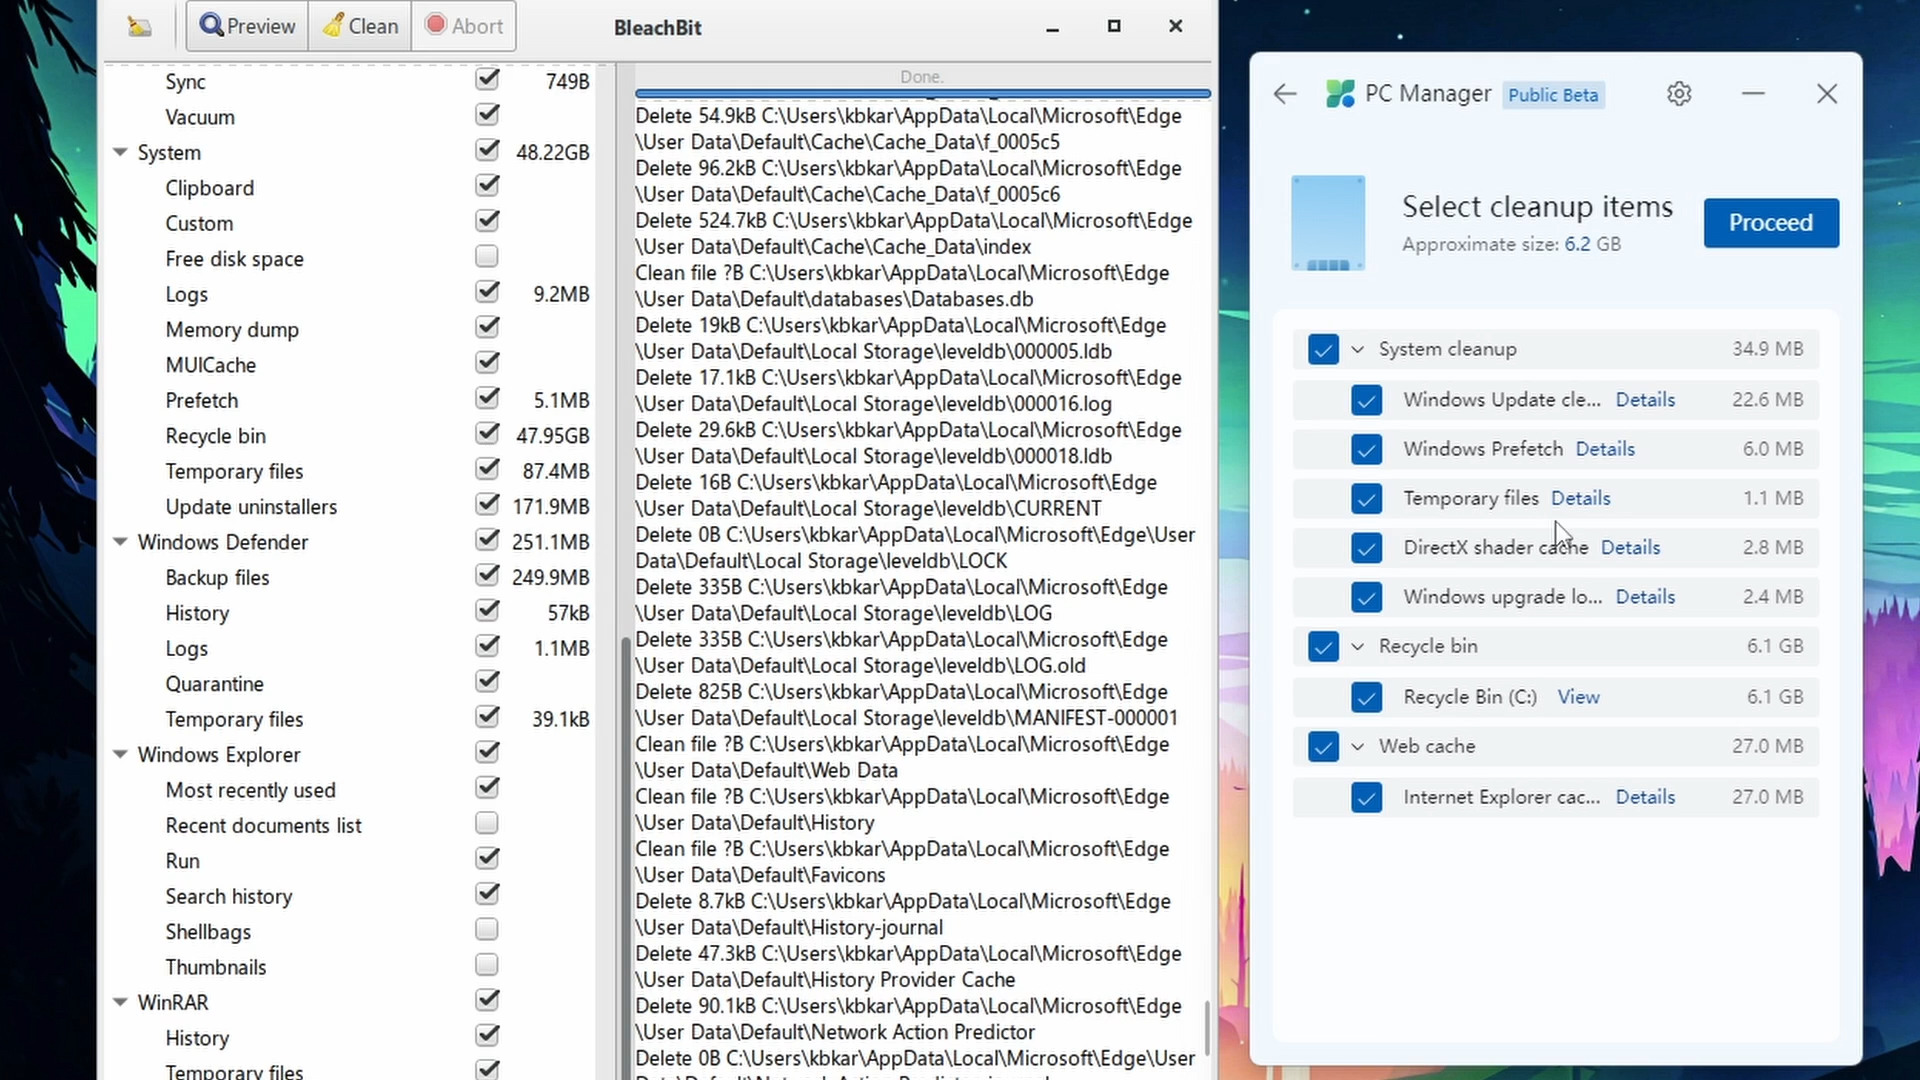 Preview
Clean
Abort
BleachBit
Sync 749B
Vacuum
System 48.22GB
Clipboard
Custom
Free disk space
Logs 9.2MB
Memory dump
MUICache
Prefetch 5.1MB
Recycle bin 47.95GB
Temporary files 87.4MB
Update uninstallers 171.9MB
Windows Defender 251.1MB
Backup files 249.9MB
History 57kB
Logs 1.1MB
Quarantine
Temporary files 39.1kB
Windows Explorer
Most recently used
Recent documents list
Run
Search history
Shellbags
Thumbnails
WinRAR
History
Temporary files
Done.
Delete 54.9kB C:\Users\kbkar\AppData\Local\Microsoft\Edge
\User Data\Default\Cache\Cache_Data\f_0005c5
Delete 96.2kB C:\Users\kbkar\AppData\Local\Microsoft\Edge
\User Data\Default\Cache\Cache_Data\f_0005c6
Delete 524.7kB C:\Users\kbkar\AppData\Local\Microsoft\Edge
\User Data\Default\Cache\Cache_Data\index
Clean file ?B C:\Users\kbkar\AppData\Local\Microsoft\Edge
\User Data\Default\databases\Databases.db
Delete 19kB C:\Users\kbkar\AppData\Local\Microsoft\Edge
\User Data\Default\Local Storage\leveldb\000005.ldb
Delete 17.1kB C:\Users\kbkar\AppData\Local\Microsoft\Edge
\User Data\Default\Local Storage\leveldb\000016.log
Delete 29.6kB C:\Users\kbkar\AppData\Local\Microsoft\Edge
\User Data\Default\Local Storage\leveldb\000018.ldb
Delete 16B C:\Users\kbkar\AppData\Local\Microsoft\Edge
\User Data\Default\Local Storage\leveldb\CURRENT
Delete 0B C:\Users\kbkar\AppData\Local\Microsoft\Edge\User
Data\Default\Local Storage\leveldb\LOCK
Delete 335B C:\Users\kbkar\AppData\Local\Microsoft\Edge
\User Data\Default\Local Storage\leveldb\LOG
Delete 335B C:\Users\kbkar\AppData\Local\Microsoft\Edge
\User Data\Default\Local Storage\leveldb\LOG.old
Delete 825B C:\Users\kbkar\AppData\Local\Microsoft\Edge
\User Data\Default\Local Storage\leveldb\MANIFEST-000001
Clean file ?B C:\Users\kbkar\AppData\Local\Microsoft\Edge
\User Data\Default\Web Data
Clean file ?B C:\Users\kbkar\AppData\Local\Microsoft\Edge
\User Data\Default\History
Clean file ?B C:\Users\kbkar\AppData\Local\Microsoft\Edge
\User Data\Default\Favicons
Delete 8.7kB C:\Users\kbkar\AppData\Local\Microsoft\Edge
\User Data\Default\History-journal
Delete 47.3kB C:\Users\kbkar\AppData\Local\Microsoft\Edge
\User Data\Default\History Provider Cache
Delete 90.1kB C:\Users\kbkar\AppData\Local\Microsoft\Edge
\User Data\Default\Network Action Predictor
Delete 0B C:\Users\kbkar\AppData\Local\Microsoft\Edge\User
PC Manager Public Beta
Select cleanup items
Approximate size: 6.2 GB
Proceed
System cleanup 34.9 MB
Windows Update cle... Details 22.6 MB
Windows Prefetch Details 6.0 MB
Temporary files Details 1.1 MB
DirectX shader cache Details 2.8 MB
Windows upgrade lo... Details 2.4 MB
Recycle bin 6.1 GB
Recycle Bin (C:) View 6.1 GB
Web cache 27.0 MB
Internet Explorer cac... Details 27.0 MB